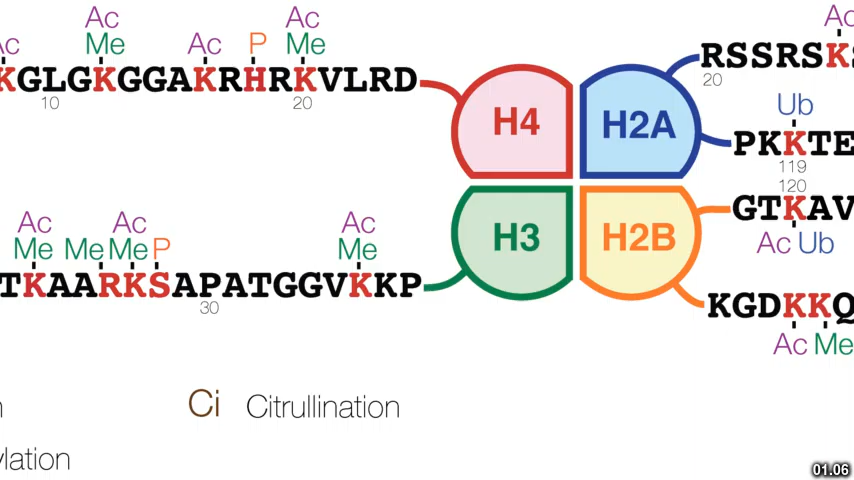 Ac Ac
Me Ac P Me
KGLGKGGAKRHRKVLRD
10 20
H4
H2A
RSSRSKS
20
Ub
PKKTE
119
120
GTKAV
Ac Ub
H3
H2B
Ac Ac Ac
Me Me Me P Me
TKAARKSAPATGGVKKP
30
KGDKKQ
Ac Me
Ci Citrullination
01.06